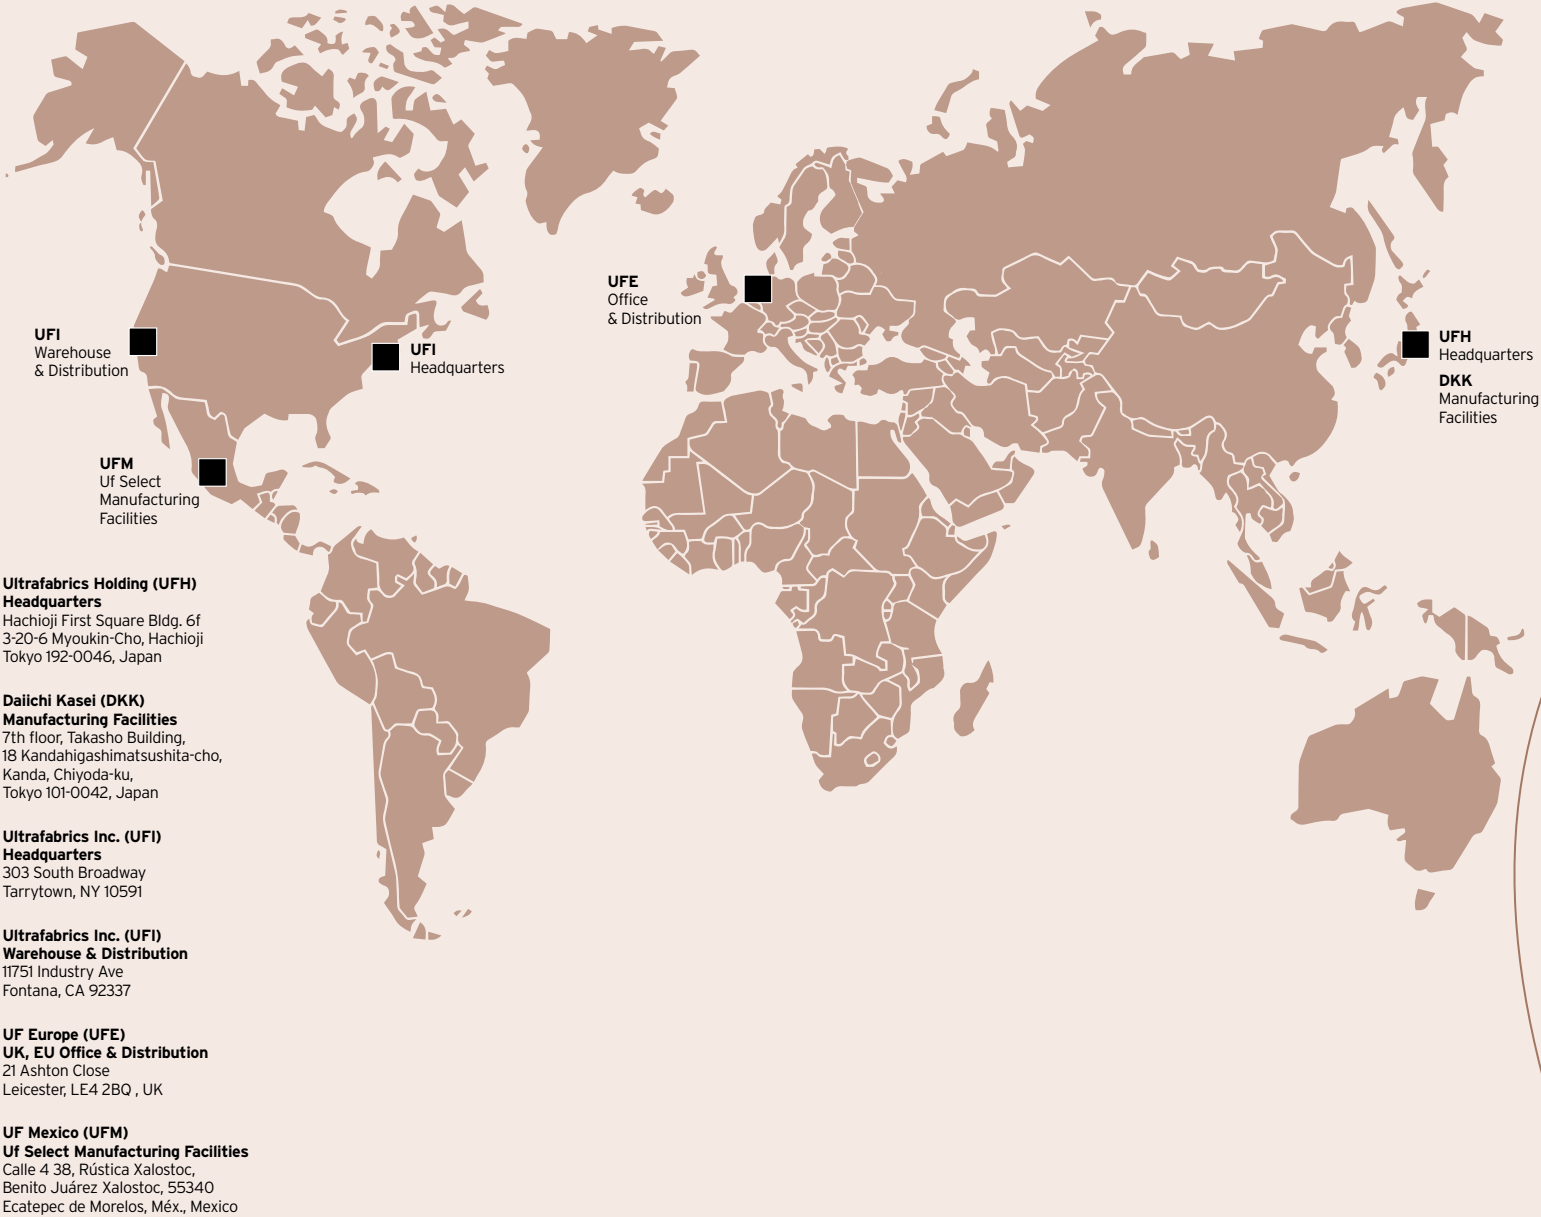 UFI
Warehouse
& Distribution
UFI
Headquarters
UFM
Uf Select
Manufacturing
Facilities
UFE
Office
& Distribution
UFH
Headquarters
DKK
Manufacturing
Facilities
Ultrafabrics Holding (UFH)
Headquarters
Hachioji First Square Bldg. 6f
3-20-6 Myoukin-Cho, Hachioji
Tokyo 192-0046, Japan
Daiichi Kasei (DKK)
Manufacturing Facilities
7th floor, Takasho Building,
18 Kandahigashimatsushita-cho,
Kanda, Chiyoda-ku,
Tokyo 101-0042, Japan
Ultrafabrics Inc. (UFI)
Headquarters
303 South Broadway
Tarrytown, NY 10591
Ultrafabrics Inc. (UFI)
Warehouse & Distribution
11751 Industry Ave
Fontana, CA 92337
UF Europe (UFE)
UK, EU Office & Distribution
21 Ashton Close
Leicester, LE4 2BQ , UK
UF Mexico (UFM)
Uf Select Manufacturing Facilities
Calle 4 38, Rústica Xalostoc,
Benito Juárez Xalostoc, 55340
Ecatepec de Morelos, Méx., Mexico